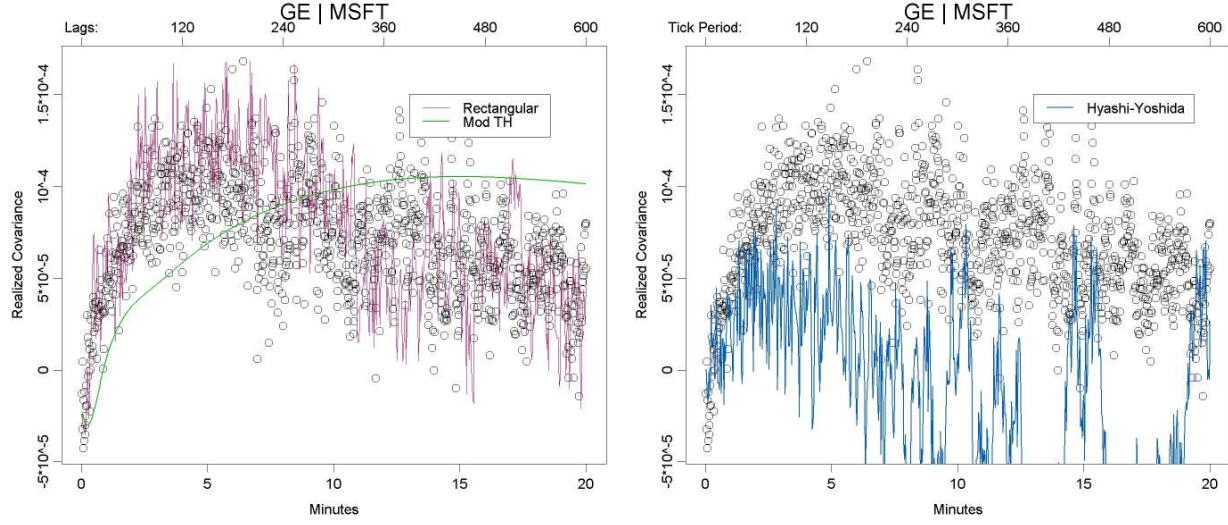 GE | MSFT
Lags: 120 240 360 480 600
Realized Covariance
1.5*10^-4
10^-4
5*10^-5
0
-5*10^-5
Rectangular
Mod TH
0 5 10 15 20
Minutes
GE | MSFT
Tick Period: 0 120 240 360 480 600
Realized Covariance
1.5*10^-4
10^-4
5*10^-5
0
-5*10^-5
Hyashi-Yoshida
0 5 10 15 20
Minutes